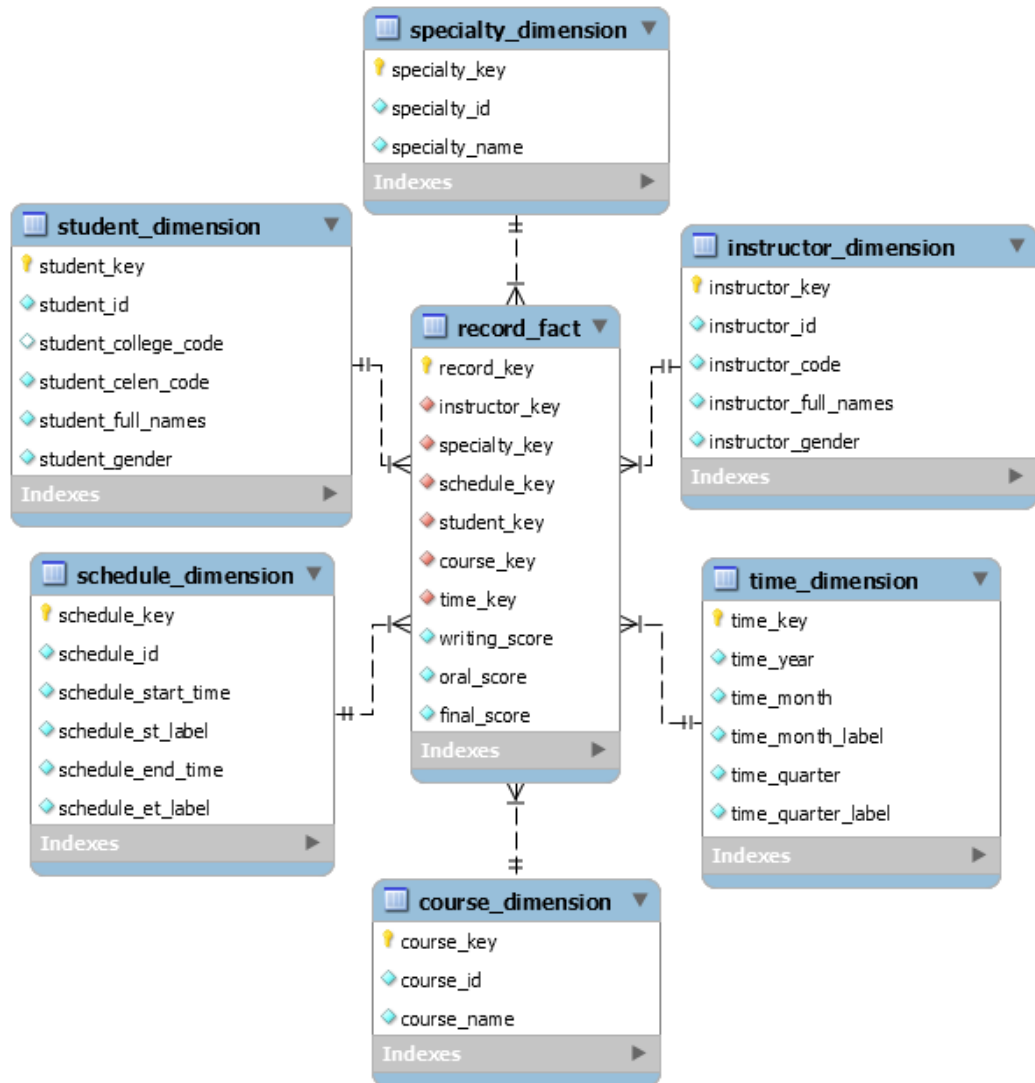 specialty_dimension
specialty_key
specialty_id
specialty_name
Indexes
student_dimension
student_key
student_id
student_college_code
student_celen_code
student_full_names
student_gender
Indexes
instructor_dimension
instructor_key
instructor_id
instructor_code
instructor_full_names
instructor_gender
Indexes
record_fact
record_key
instructor_key
specialty_key
schedule_key
student_key
course_key
time_key
writing_score
oral_score
final_score
Indexes
schedule_dimension
schedule_key
schedule_id
schedule_start_time
schedule_st_label
schedule_end_time
schedule_et_label
Indexes
time_dimension
time_key
time_year
time_month
time_month_label
time_quarter
time_quarter_label
Indexes
course_dimension
course_key
course_id
course_name
Indexes